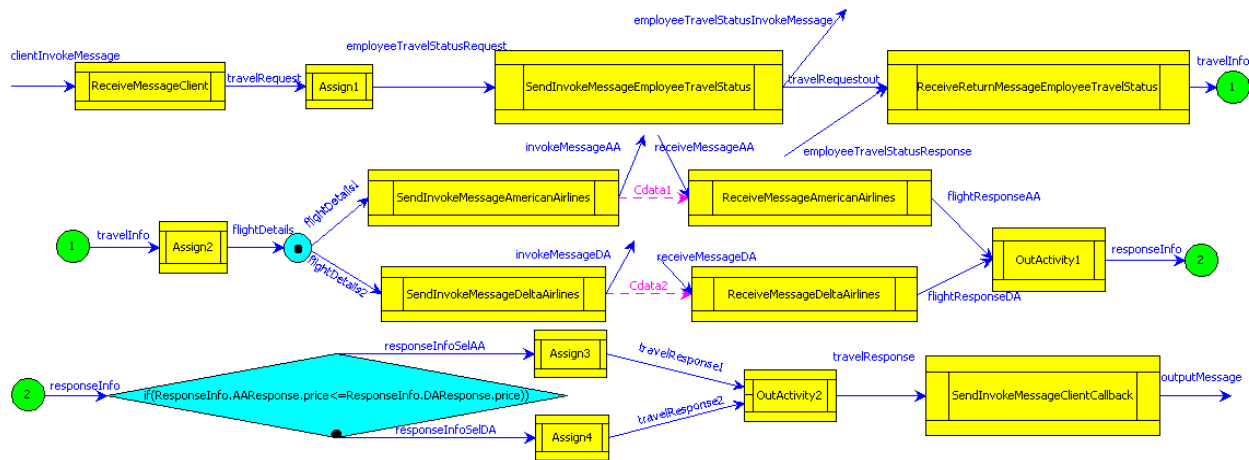 employeeTravelStatusInvokeMessage
clientInvokeMessage
employeeTravelStatusRequest
travelInfo
ReceiveMessageClient
travelRequest
Assign1
SendInvokeMessageEmployeeTravelStatus
travelRequestout
ReceiveReturnMessageEmployeeTravelStatus
1
invokeMessageAA
receiveMessageAA
employeeTravelStatusResponse
flightDetails1
SendInvokeMessageAmericanAirlines
Cdata1
ReceiveMessageAmericanAirlines
flightResponseAA
1
travelInfo
Assign2
flightDetails
flightDetails2
invokeMessageDA
receiveMessageDA
OutActivity1
responseInfo
2
SendInvokeMessageDeltaAirlines
Cdata2
ReceiveMessageDeltaAirlines
flightResponseDA
responseInfoSelAA
Assign3
travelResponse1
travelResponse
2
responseInfo
if(ResponseInfo.AAResponse.price<=ResponseInfo.DAResponse.price))
OutActivity2
SendInvokeMessageClientCallback
outputMessage
responseInfoSelDA
Assign4
travelResponse2